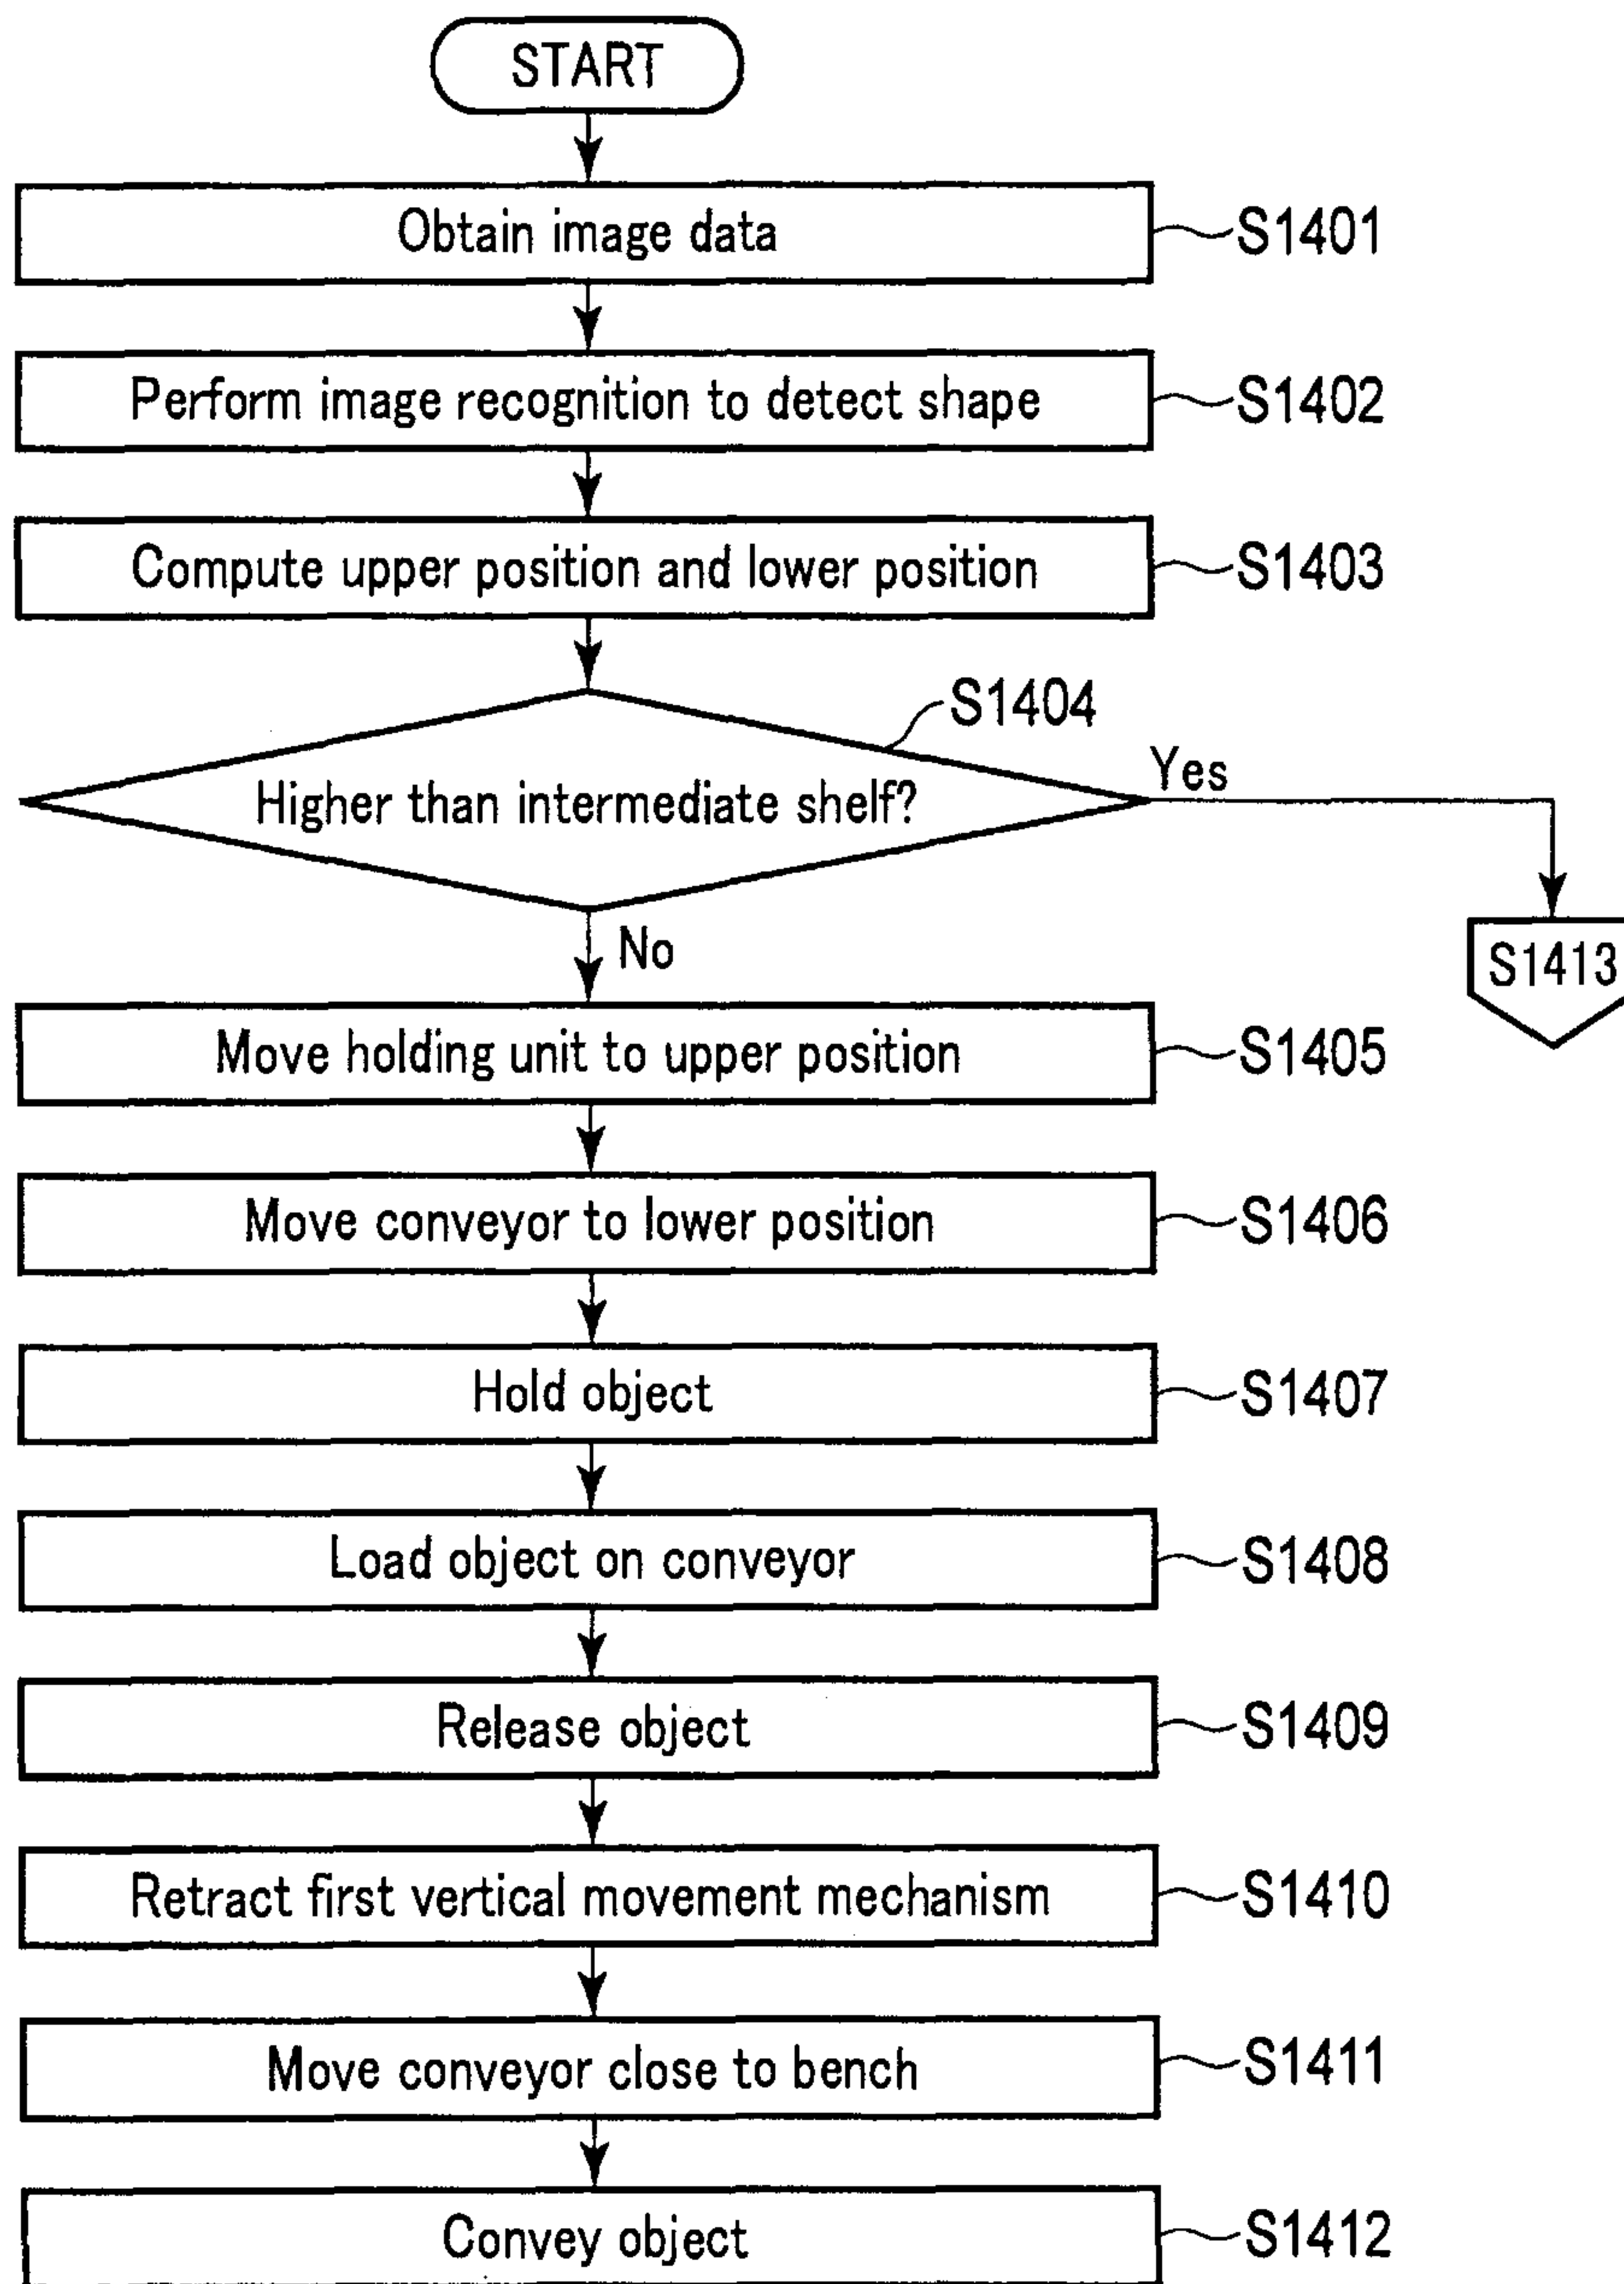 START
Obtain image data
S1401
Perform image recognition to detect shape
S1402
Compute upper position and lower position
S1403
S1404
Higher than intermediate shelf?
Yes
No
S1413
Move holding unit to upper position
S1405
Move conveyor to lower position
S1406
Hold object
S1407
Load object on conveyor
S1408
Release object
S1409
Retract first vertical movement mechanism
S1410
Move conveyor close to bench
S1411
Convey object
S1412